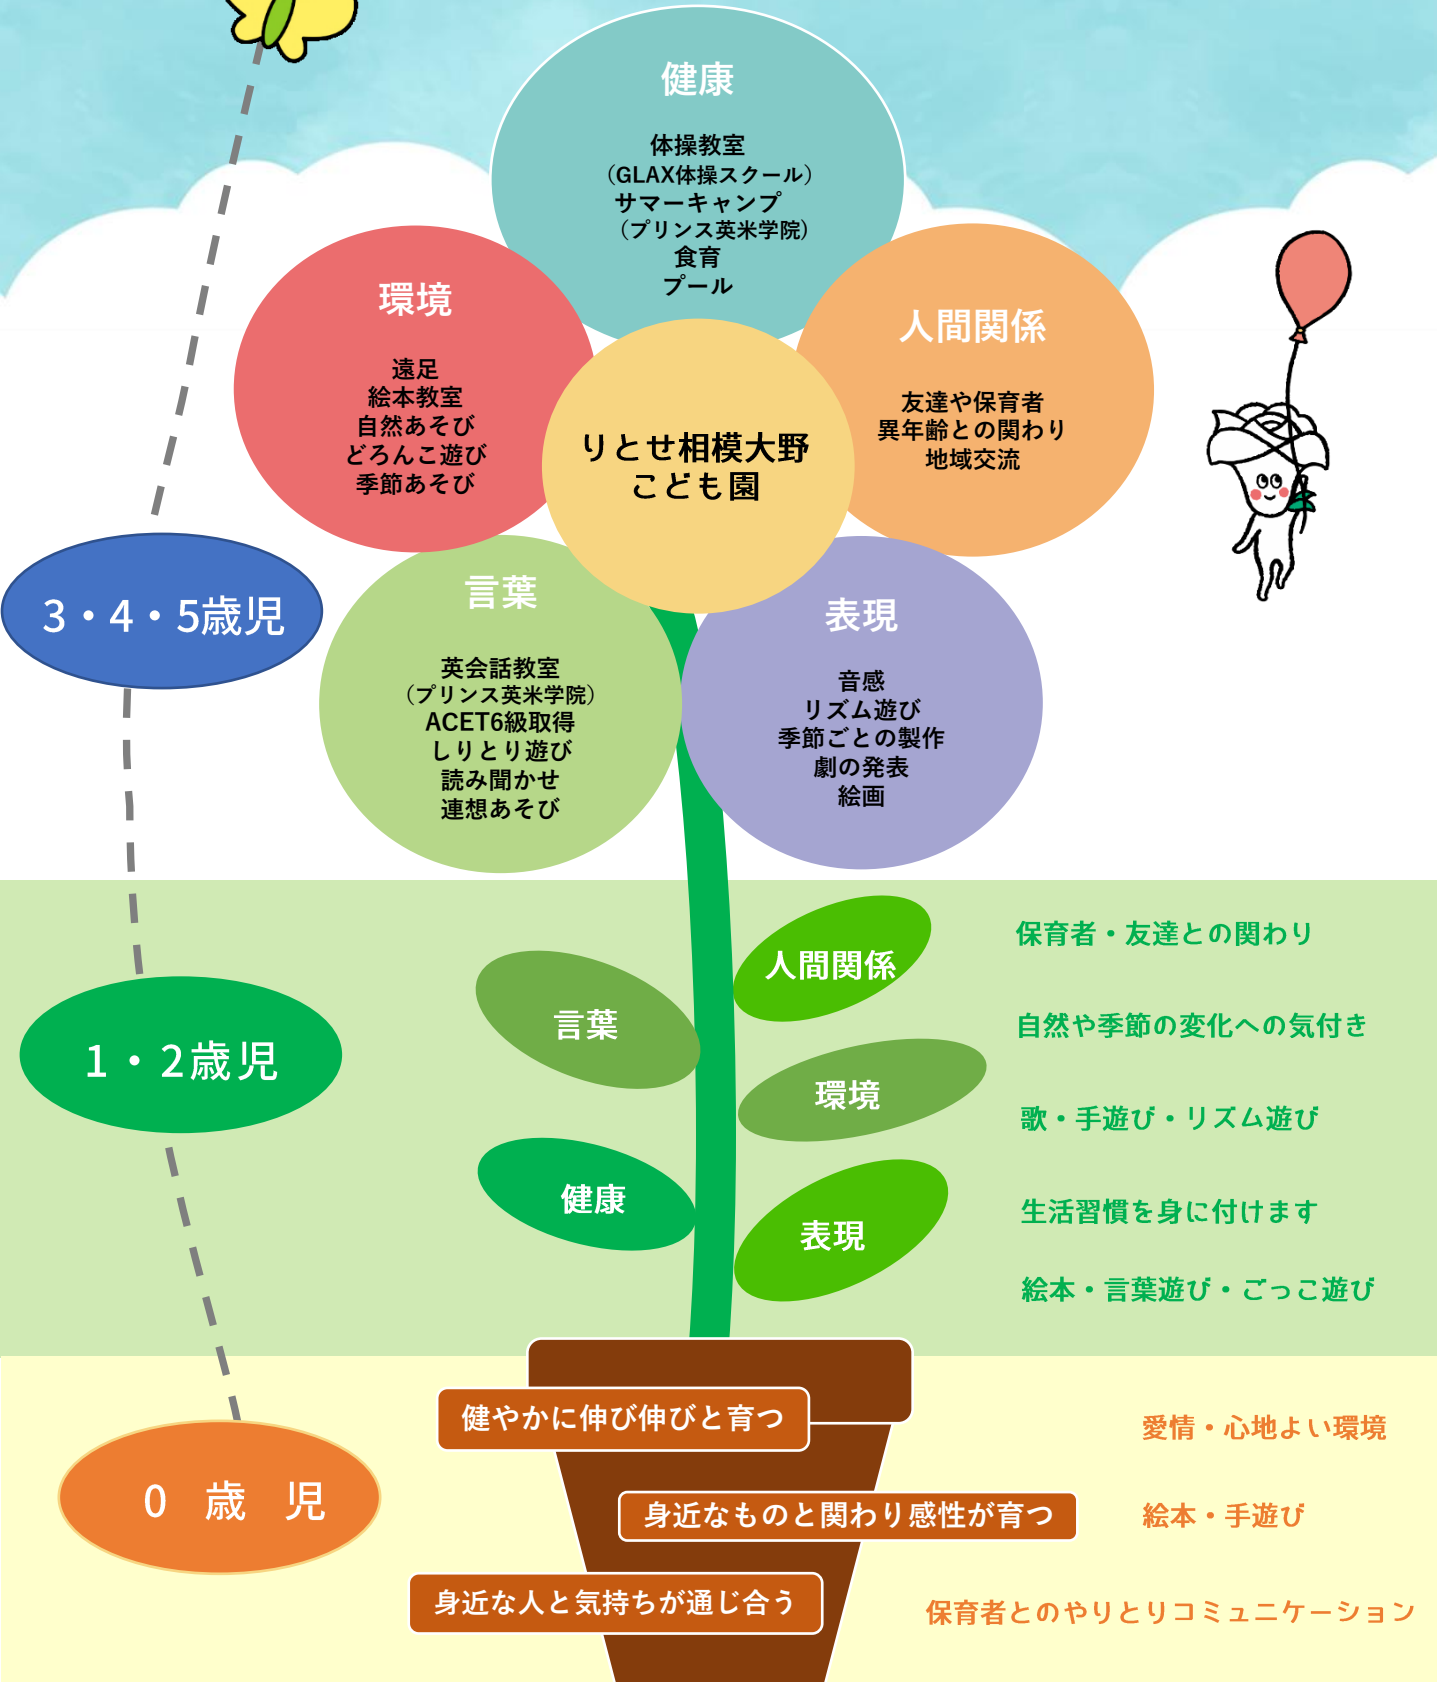 健康
体操教室
（GLAX体操スクール）
サマーキャンプ
（プリンス英米学院）
食育
プール
環境
遠足
絵本教室
自然あそび
どろんこ遊び
季節あそび
人間関係
友達や保育者
異年齢との関わり
地域交流
りとせ相模大野
こども園
言葉
英会話教室
（プリンス英米学院）
ACET6級取得
しりとり遊び
読み聞かせ
連想あそび
表現
音感
リズム遊び
季節ごとの製作
劇の発表
絵画
3・4・5歳児
人間関係
言葉
環境
健康
表現
1・2歳児
保育者・友達との関わり
自然や季節の変化への気付き
歌・手遊び・リズム遊び
生活習慣を身に付けます
絵本・言葉遊び・ごっこ遊び
0 歳 児
健やかに伸び伸びと育つ
身近なものと関わり感性が育つ
身近な人と気持ちが通じ合う
愛情・心地よい環境
絵本・手遊び
保育者とのやりとりコミュニケーション